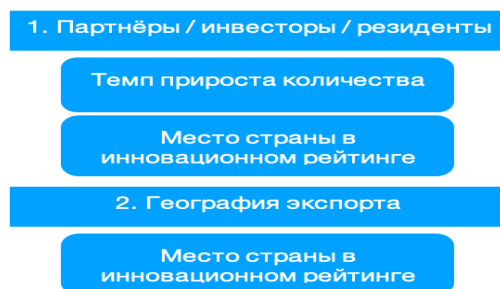 1. Партнёры / инвесторы / резиденты
Темп прироста количества
Место страны в
инновационном рейтинге
2. География экспорта
Место страны в
инновационном рейтинге